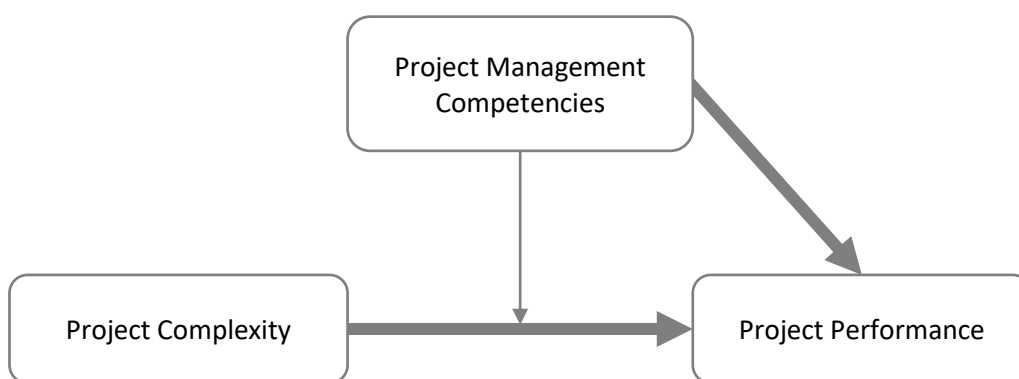 Project Management
Competencies
Project Complexity
Project Performance